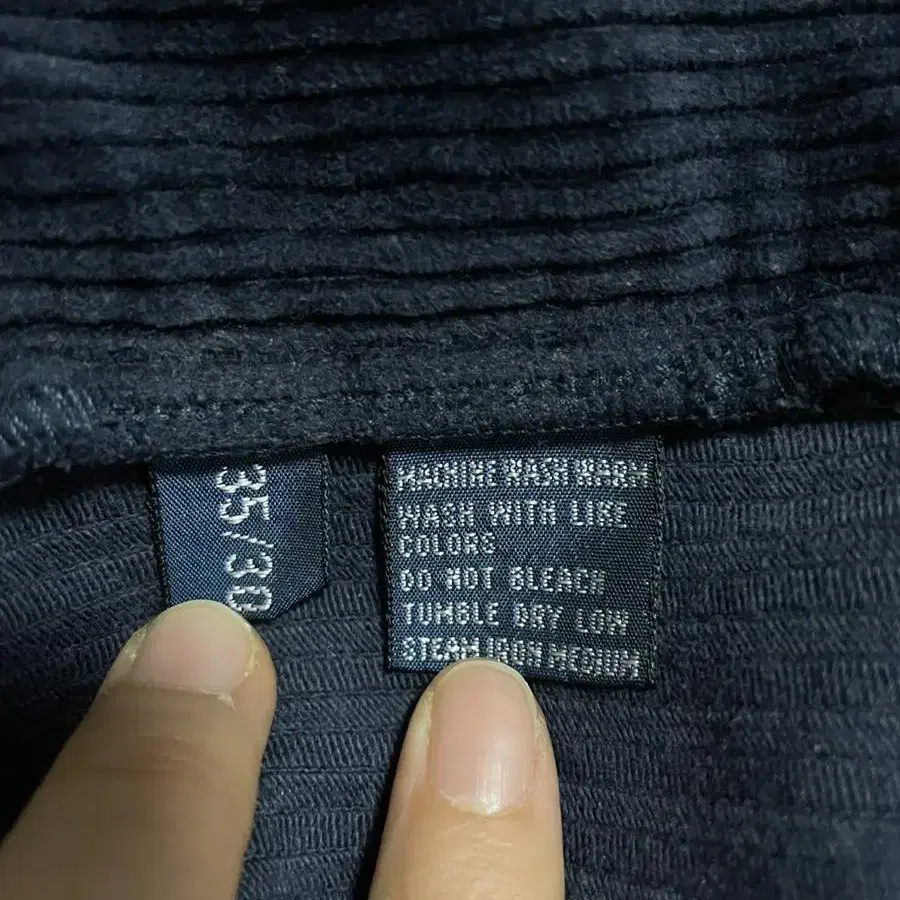 35/30
MACHINE WASH WARM
WASH WITH LIKE
COLORS
DO NOT BLEACH
TUMBLE DRY LOW
STEAM IRON MEDIUM